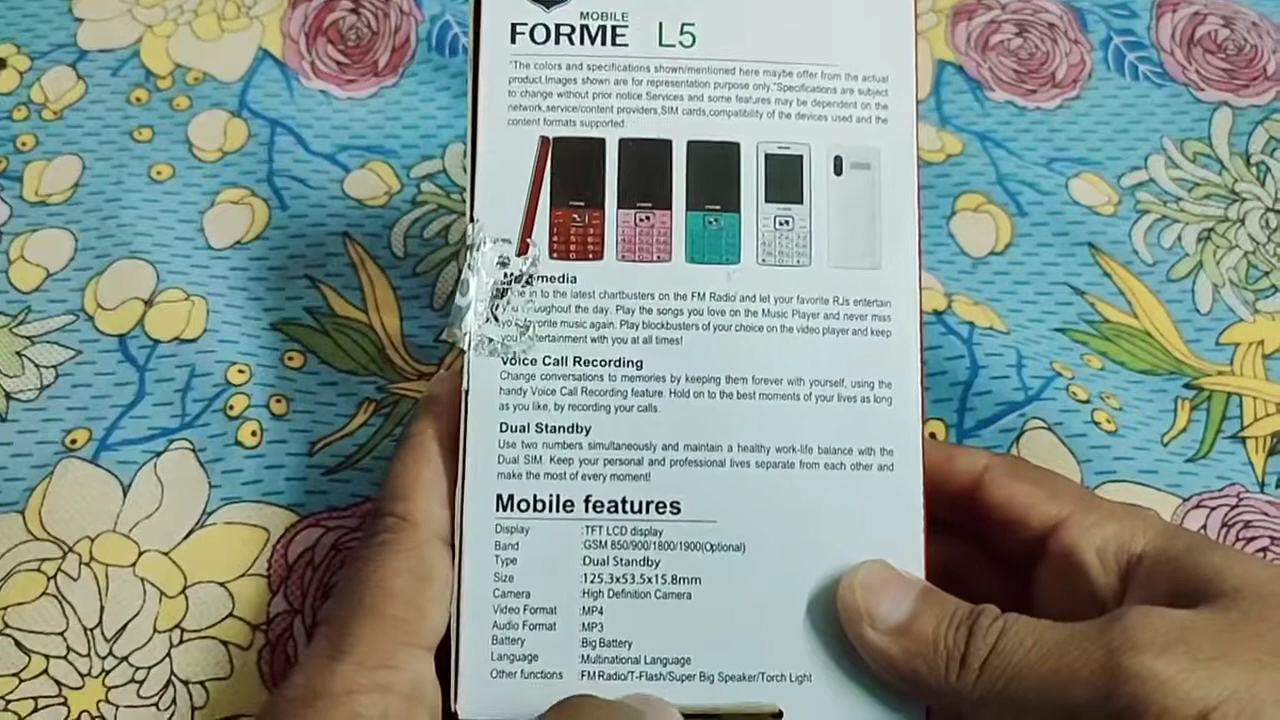 MOBILE
FORME L5
"The colors and specifications shown/mentioned here maybe offer from the actual
product,Images shown are for representation purpose only,"Specifications are subject
to change without prior notice.Services and some features may be dependent on the
network,service/content providers,SIM cards,compatibility of the devices used and the
content formats supported.
media
in to the latest chartbusters on the FM Radio and let your favorite RJs entertain
oughout the day. Play the songs you love on the Music Player and never miss
orite music again. Play blockbusters of your choice on the video player and keep
tertainment with you at all times!
Voice Call Recording
Change conversations to memories by keeping them forever with yourself, using the
handy Voice Call Recording feature. Hold on to the best moments of your lives as long
as you like, by recording your calls.
Dual Standby
Use two numbers simultaneously and maintain a healthy work-life balance with the
Dual SIM. Keep your personal and professional lives separate from each other and
make the most of every moment!
Mobile features
Display :TFT LCD display
Band :GSM 850/900/1800/1900(Optional)
Type :Dual Standby
Size :125.3x53.5x15.8mm
Camera :High Definition Camera
Video Format :MP4
Audio Format :MP3
Battery :Big Battery
Language :Multinational Language
Other functions :FM Radio/T-Flash/Super Big Speaker/Torch Light